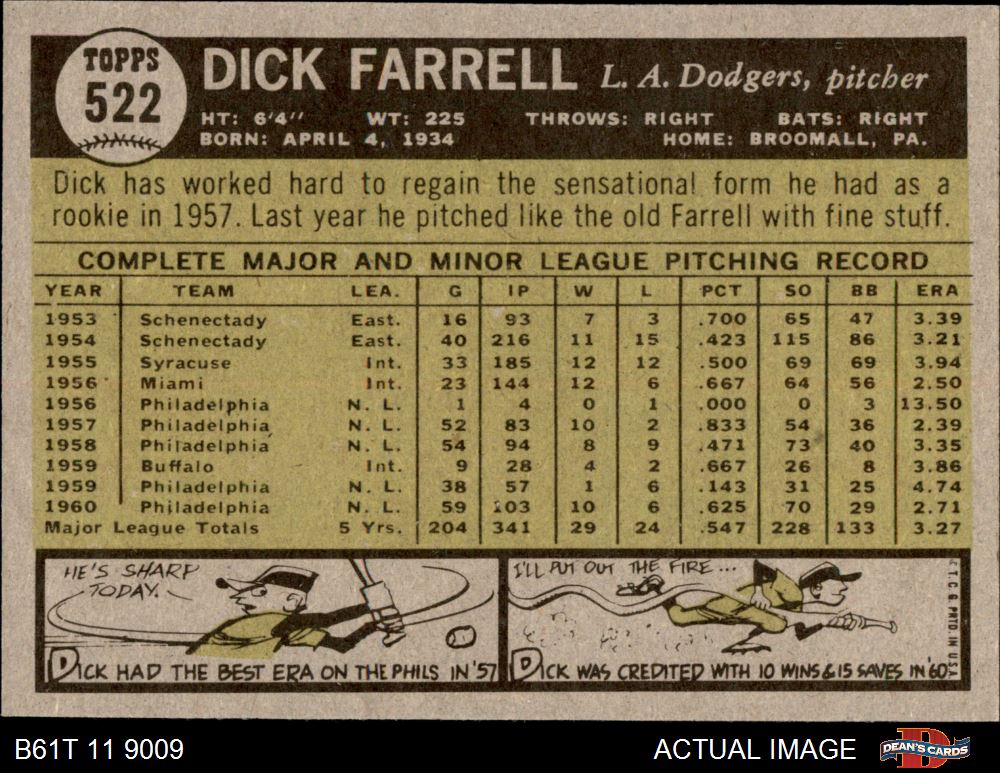 TOPPS
522
DICK FARRELL L. A. Dodgers, pitcher
HT: 6'4'' WT: 225 THROWS: RIGHT BATS: RIGHT
BORN: APRIL 4, 1934 HOME: BROOMALL, PA.
Dick has worked hard to regain the sensational form he had as a
rookie in 1957. Last year he pitched like the old Farrell with fine stuff.
COMPLETE MAJOR AND MINOR LEAGUE PITCHING RECORD
YEAR TEAM LEA. G IP W L PCT SO BB ERA
1953 Schenectady East. 16 93 7 3 .700 65 47 3.39
1954 Schenectady East. 40 216 11 15 .423 115 86 3.21
1955 Syracuse Int. 33 185 12 12 .500 69 69 3.94
1956 Miami Int. 23 144 12 6 .667 64 56 2.50
1956 Philadelphia N. L. 1 4 0 1 .000 0 3 13.50
1957 Philadelphia N. L. 52 83 10 2 .833 54 36 2.39
1958 Philadelphia N. L. 54 94 8 9 .471 73 40 3.35
1959 Buffalo Int. 9 28 4 2 .667 26 8 3.86
1959 Philadelphia N. L. 38 57 1 6 .143 31 25 4.74
1960 Philadelphia N. L. 59 103 10 6 .625 70 29 2.71
Major League Totals 5 Yrs. 204 341 29 24 .547 228 133 3.27
HE'S SHARP
TODAY.
DICK HAD THE BEST ERA ON THE PHILS IN '57
I'LL PUT OUT THE FIRE...
DICK WAS CREDITED WITH 10 WINS & 15 SAVES IN '60
© T. C. G. PRTD. IN U.S.A.
B61T 11 9009 ACTUAL IMAGE
DEAN'S CARDS